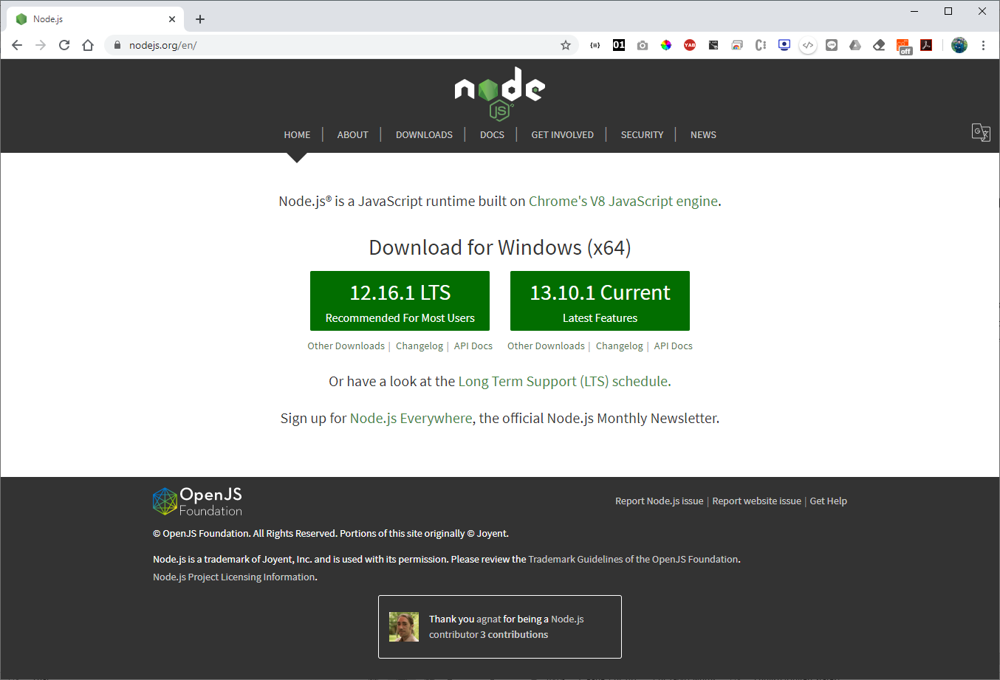 Node.js
nodejs.org/en/
01
YAB
off
node
JS
HOME | ABOUT | DOWNLOADS | DOCS | GET INVOLVED | SECURITY | NEWS
Node.js® is a JavaScript runtime built on Chrome's V8 JavaScript engine.
Download for Windows (x64)
12.16.1 LTS
Recommended For Most Users
Other Downloads | Changelog | API Docs
13.10.1 Current
Latest Features
Other Downloads | Changelog | API Docs
Or have a look at the Long Term Support (LTS) schedule.
Sign up for Node.js Everywhere, the official Node.js Monthly Newsletter.
OpenJS
Foundation
Report Node.js issue | Report website issue | Get Help
© OpenJS Foundation. All Rights Reserved. Portions of this site originally © Joyent.
Node.js is a trademark of Joyent, Inc. and is used with its permission. Please review the Trademark Guidelines of the OpenJS Foundation.
Node.js Project Licensing Information.
Thank you agnat for being a Node.js
contributor 3 contributions